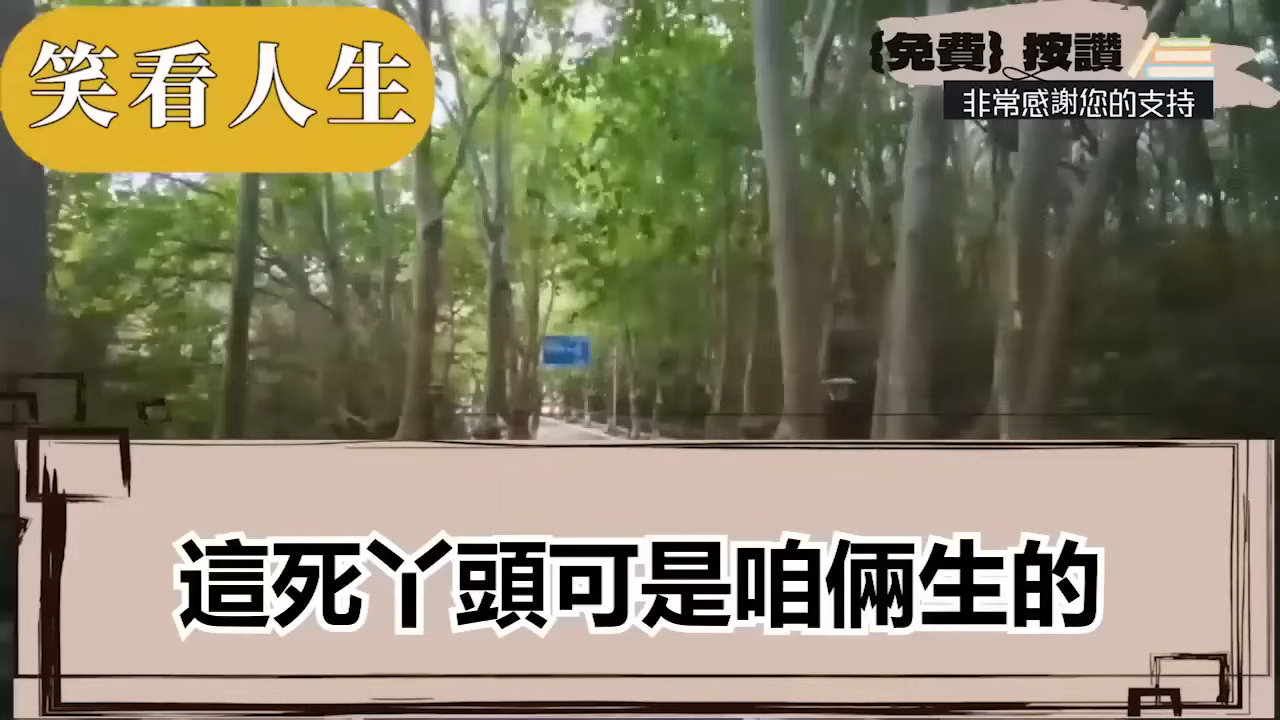 笑看人生
{免費} 按讚
非常感謝您的支持
這死丫頭可是咱倆生的